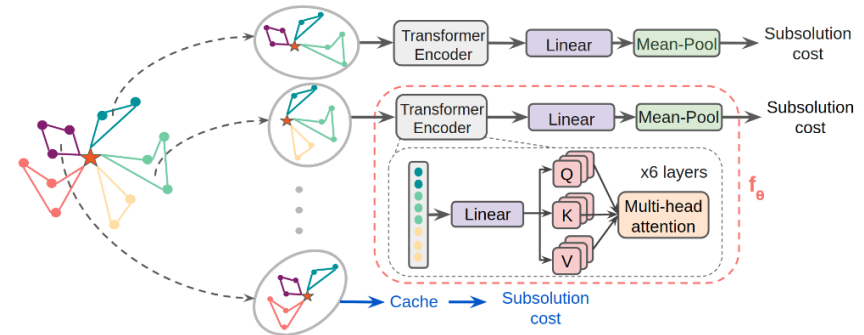 Transformer
Encoder
Linear
Mean-Pool
Subsolution
cost
Transformer
Encoder
Linear
Mean-Pool
Subsolution
cost
Linear
Q
K
V
x6 layers
Multi-head
attention
fθ
Cache
Subsolution
cost